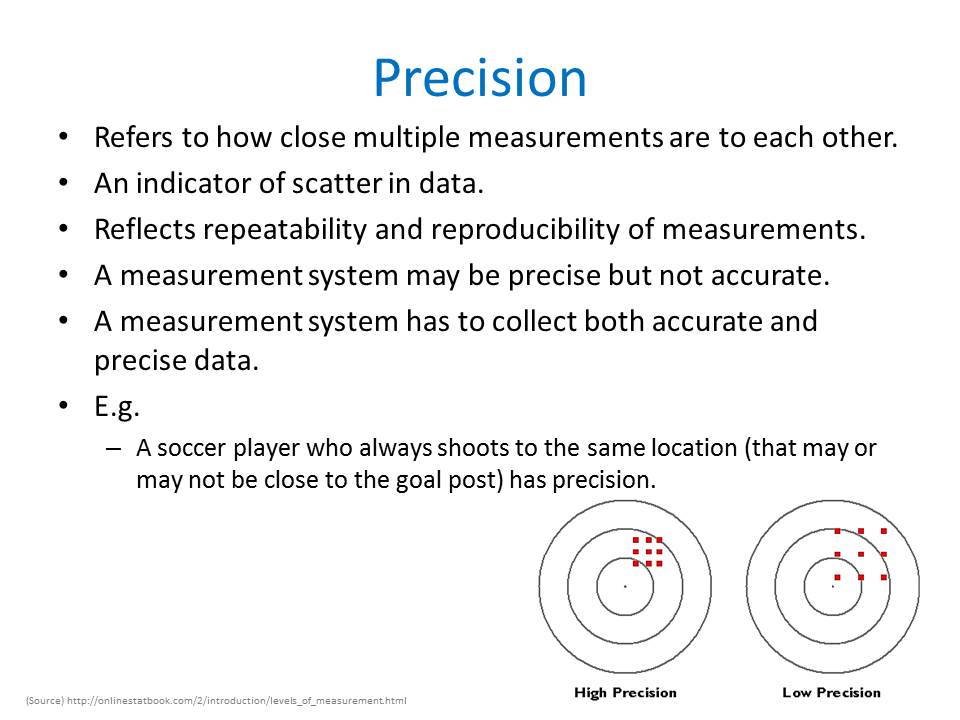 Precision
• Refers to how close multiple measurements are to each other.
• An indicator of scatter in data.
• Reflects repeatability and reproducibility of measurements.
• A measurement system may be precise but not accurate.
• A measurement system has to collect both accurate and
precise data.
• E.g.
– A soccer player who always shoots to the same location (that may or
may not be close to the goal post) has precision.
High Precision
Low Precision
(Source) http://onlinestatbook.com/2/introduction/levels_of_measurement.html